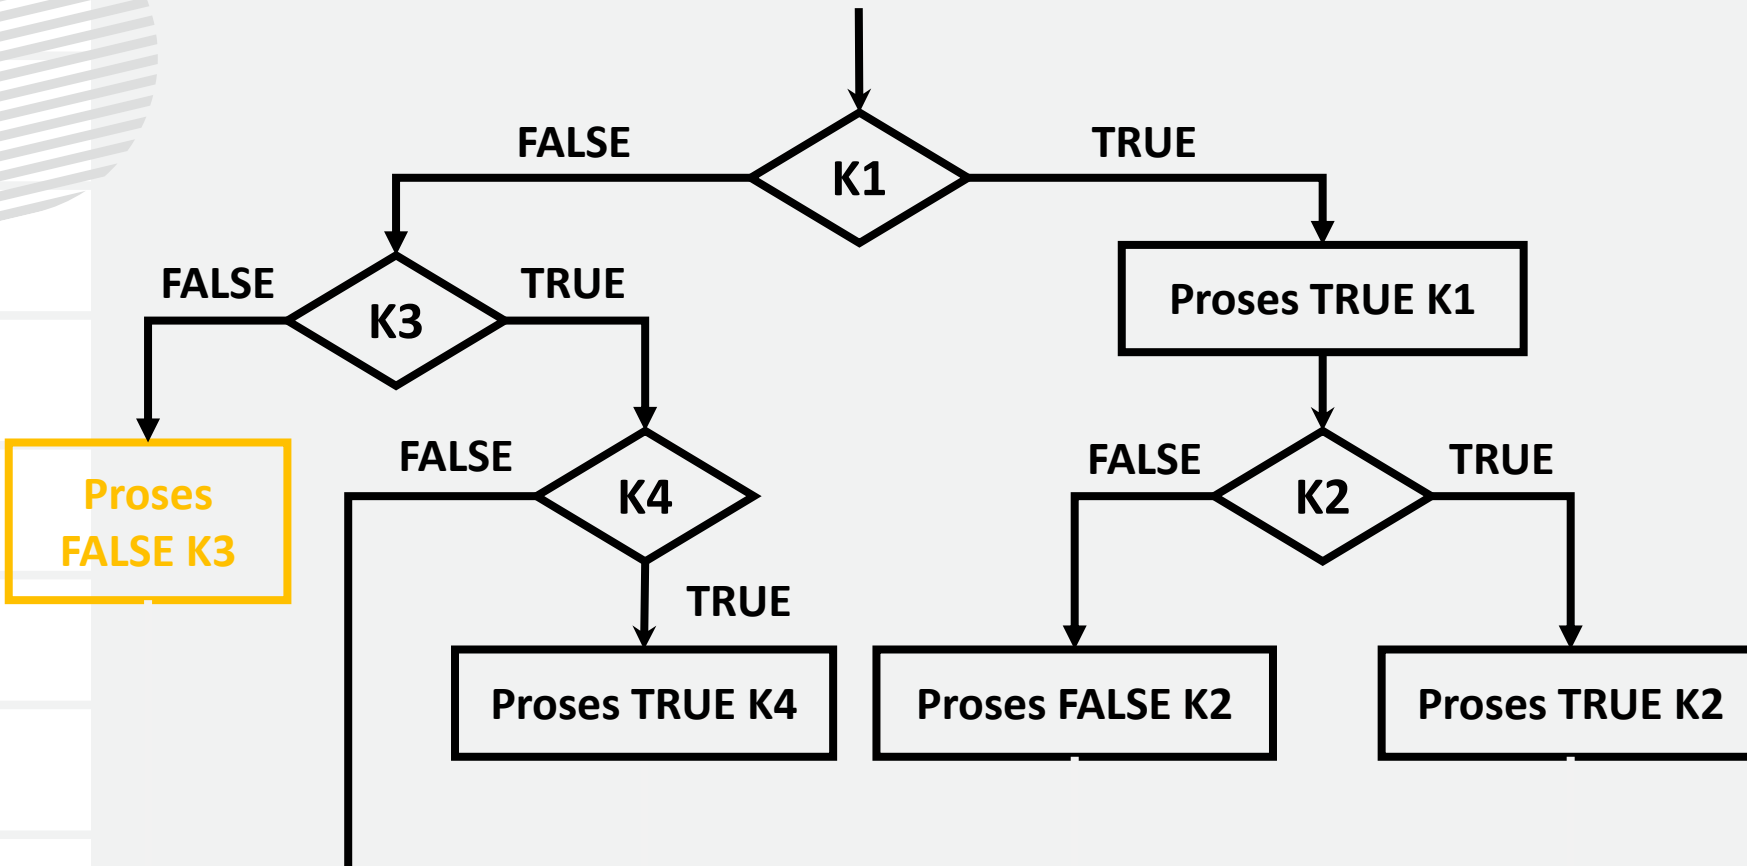 FALSE
TRUE
K1
FALSE
TRUE
K3
Proses TRUE K1
FALSE
K4
FALSE
TRUE
K2
Proses
FALSE K3
TRUE
Proses TRUE K4
Proses FALSE K2
Proses TRUE K2